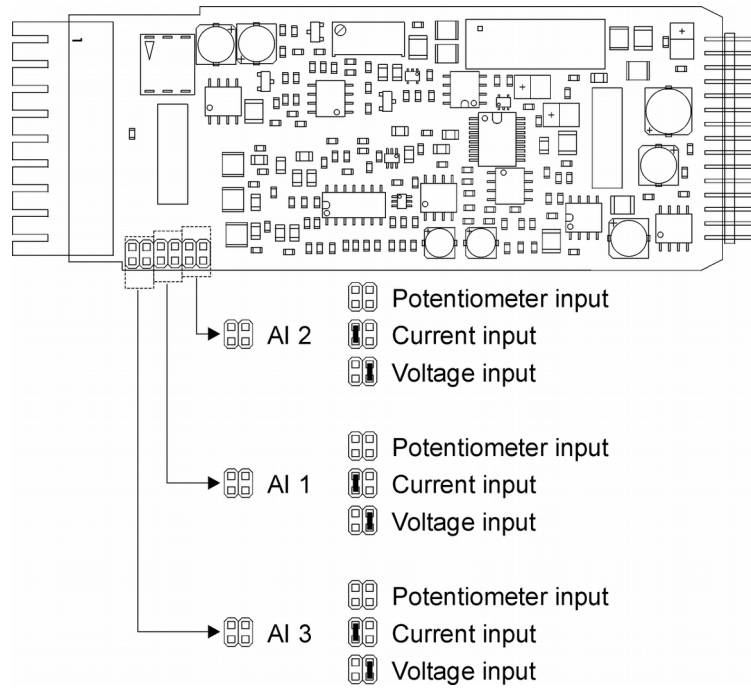 Potentiometer input
AI 2 Current input
Voltage input
Potentiometer input
AI 1 Current input
Voltage input
Potentiometer input
AI 3 Current input
Voltage input